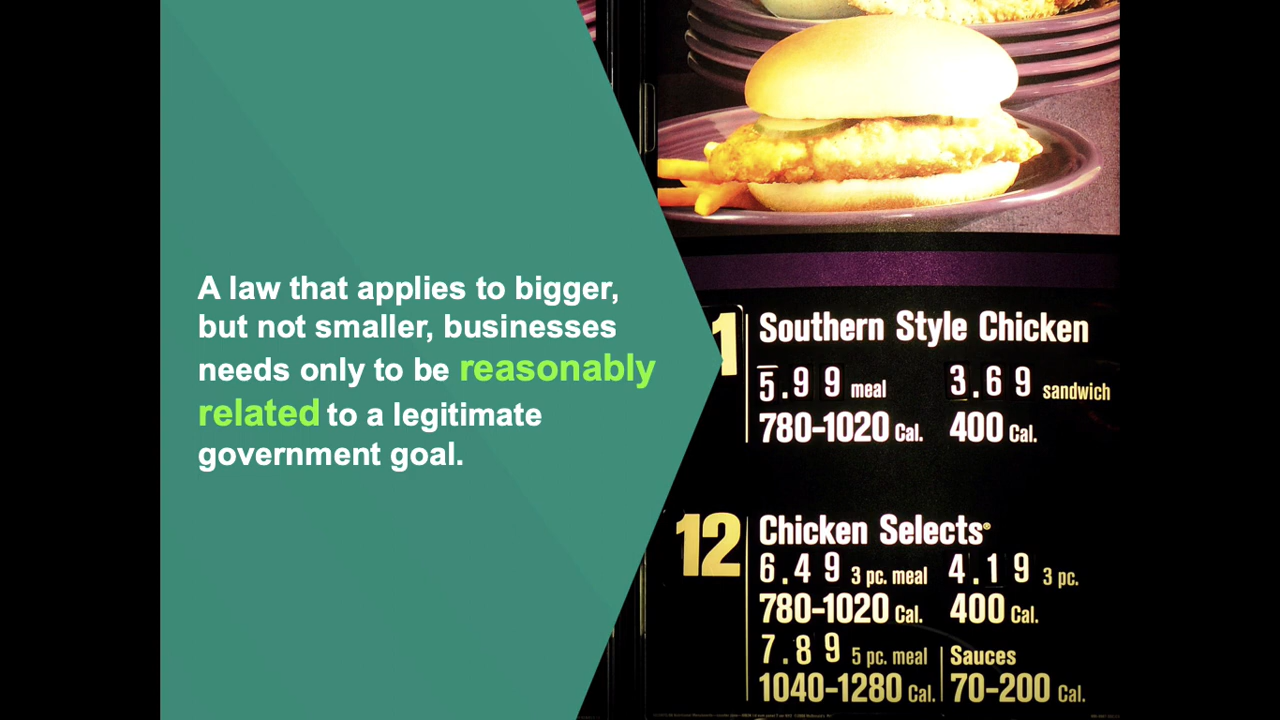 A law that applies to bigger,
but not smaller, businesses
needs only to be reasonably
related to a legitimate
government goal.
1 Southern Style Chicken
5.99 meal 3.69 sandwich
780-1020 Cal. 400 Cal.
12 Chicken Selects®
6.49 3 pc. meal 4.19 3 pc.
780-1020 Cal. 400 Cal.
7.89 5 pc. meal Sauces
1040-1280 Cal. 70-200 Cal.